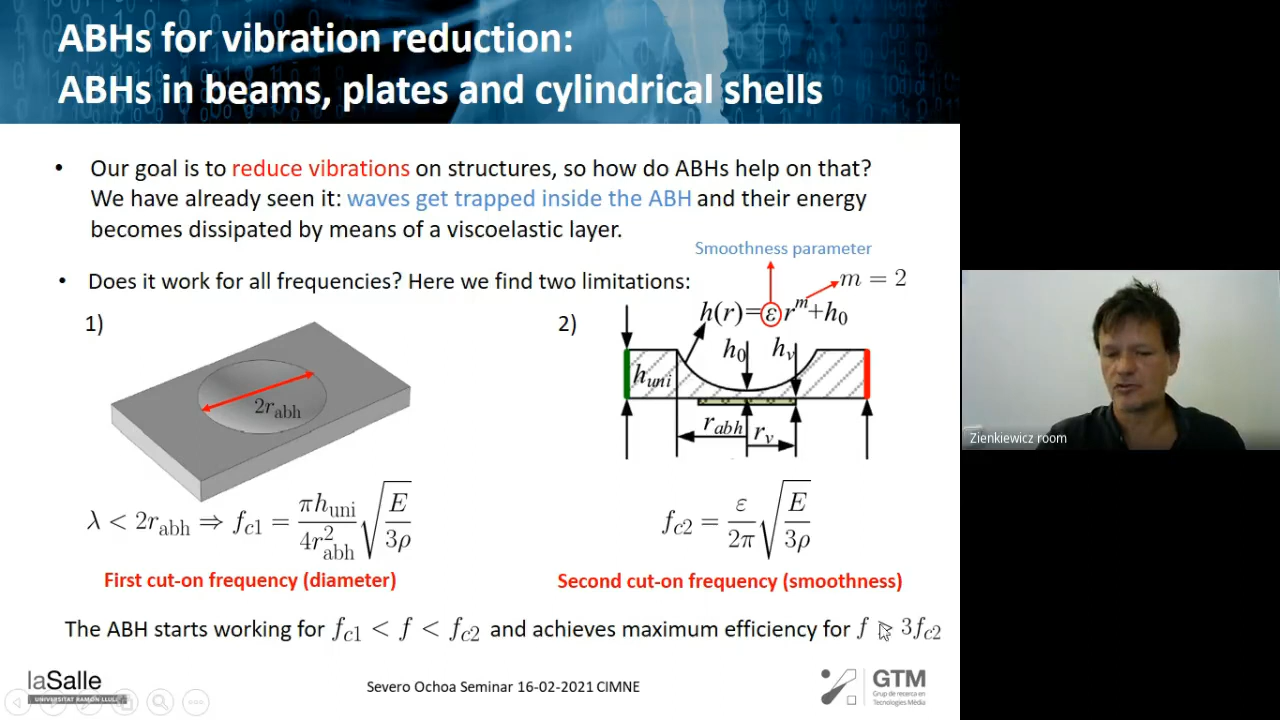 ABHs for vibration reduction:
ABHs in beams, plates and cylindrical shells
• Our goal is to reduce vibrations on structures, so how do ABHs help on that?
We have already seen it: waves get trapped inside the ABH and their energy
becomes dissipated by means of a viscoelastic layer.
Smoothness parameter
• Does it work for all frequencies? Here we find two limitations:
m = 2
1)
2)
h(r)=εr^m+h₀
h₀
hᵥ
h_uni
2r_abh
r_abh
rᵥ
λ < 2r_abh ⇒ f_c1 = πh_uni/4r²_abh √(E/3ρ)
f_c2 = ε/2π √(E/3ρ)
First cut-on frequency (diameter)
Second cut-on frequency (smoothness)
The ABH starts working for f_c1 < f < f_c2 and achieves maximum efficiency for f > 3f_c2
Zienkiewicz room
laSalle
UNIVERSITAT RAMON LLULL
Severo Ochoa Seminar 16-02-2021 CIMNE
GTM
Grup de recerca en
Tecnologies Mèdia